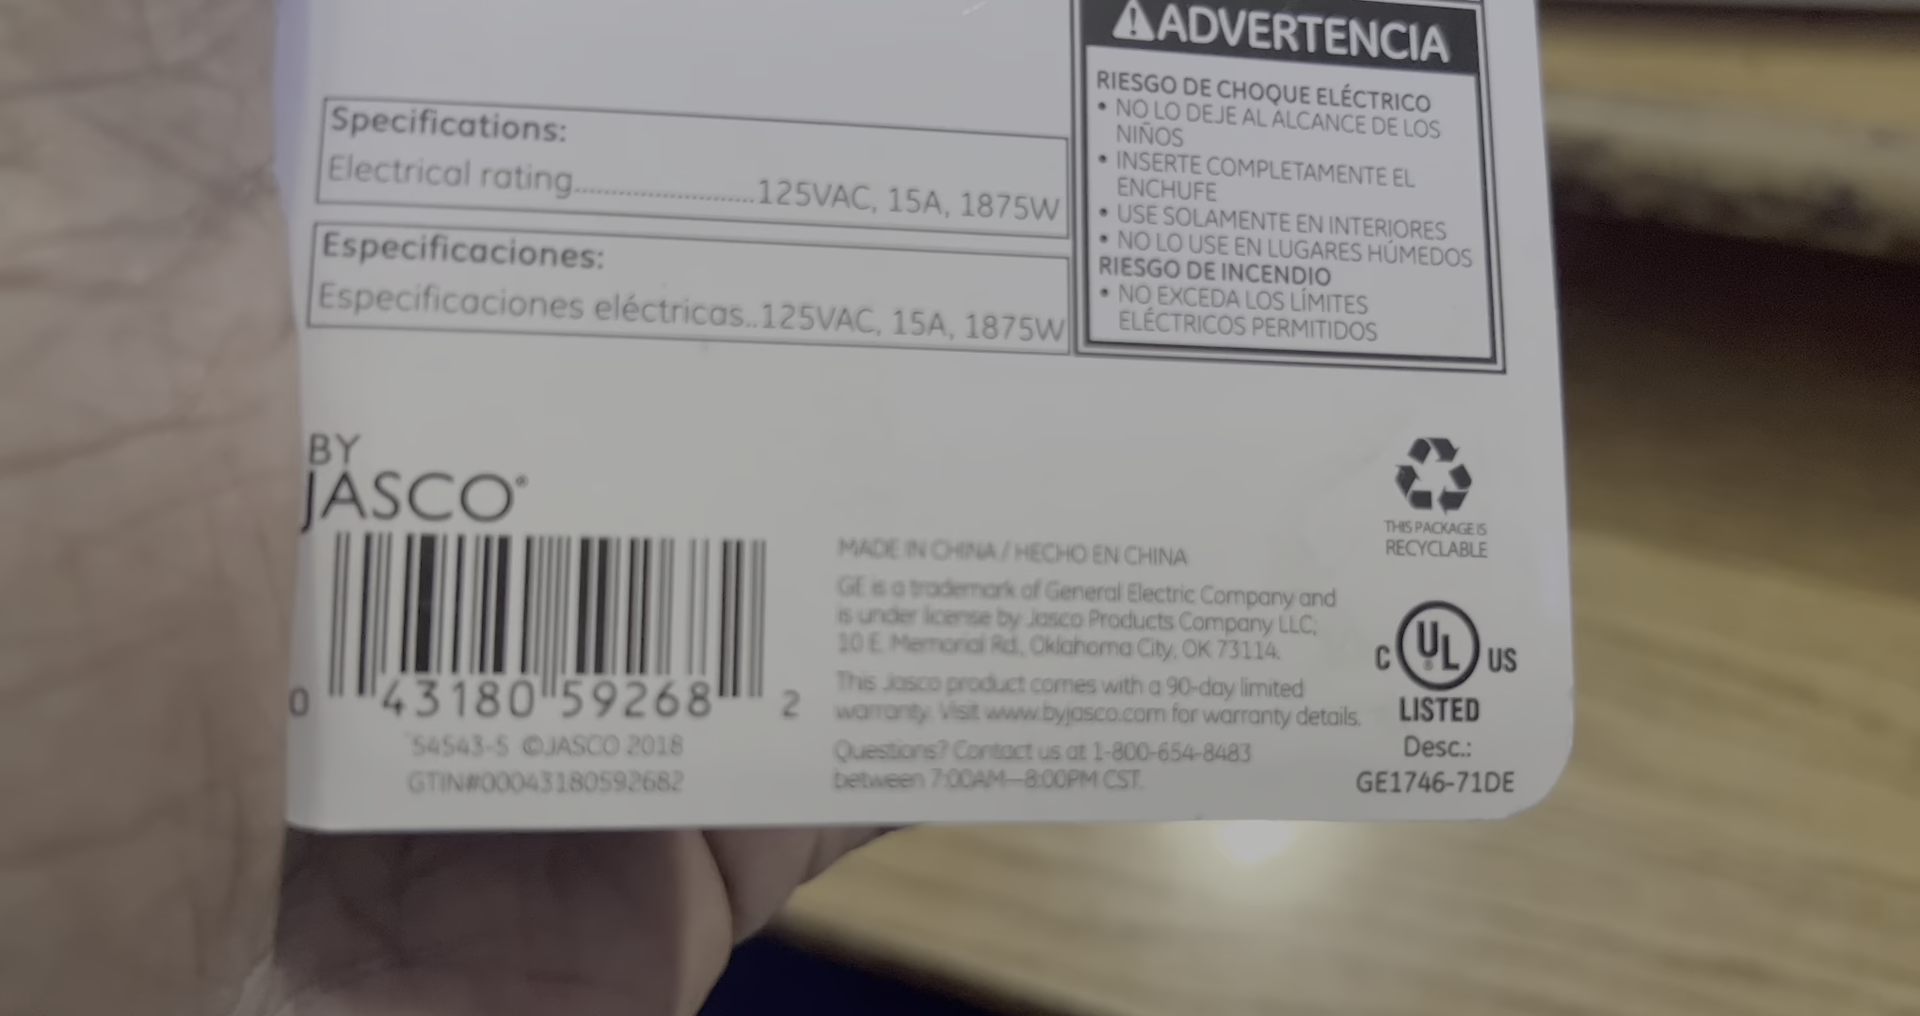 Specifications:
Electrical rating..............................125VAC, 15A, 1875W
Especificaciones:
Especificaciones eléctricas..125VAC, 15A, 1875W
ADVERTENCIA
RIESGO DE CHOQUE ELÉCTRICO
• NO LO DEJE AL ALCANCE DE LOS
NIÑOS
• INSERTE COMPLETAMENTE EL
ENCHUFE
• USE SOLAMENTE EN INTERIORES
• NO LO USE EN LUGARES HÚMEDOS
RIESGO DE INCENDIO
• NO EXCEDA LOS LÍMITES
ELÉCTRICOS PERMITIDOS
BY
JASCO®
0 43180 59268 2
54543-5 ©JASCO 2018
GTIN#00043180592682
MADE IN CHINA / HECHO EN CHINA
GE is a trademark of General Electric Company and
is under license by Jasco Products Company LLC,
10 E. Memorial Rd., Oklahoma City, OK 73114.
This Jasco product comes with a 90-day limited
warranty. Visit www.byjasco.com for warranty details.
Questions? Contact us at 1-800-654-8483
between 7:00AM—8:00PM CST.
THIS PACKAGE IS
RECYCLABLE
C UL® US
LISTED
Desc.:
GE1746-71DE